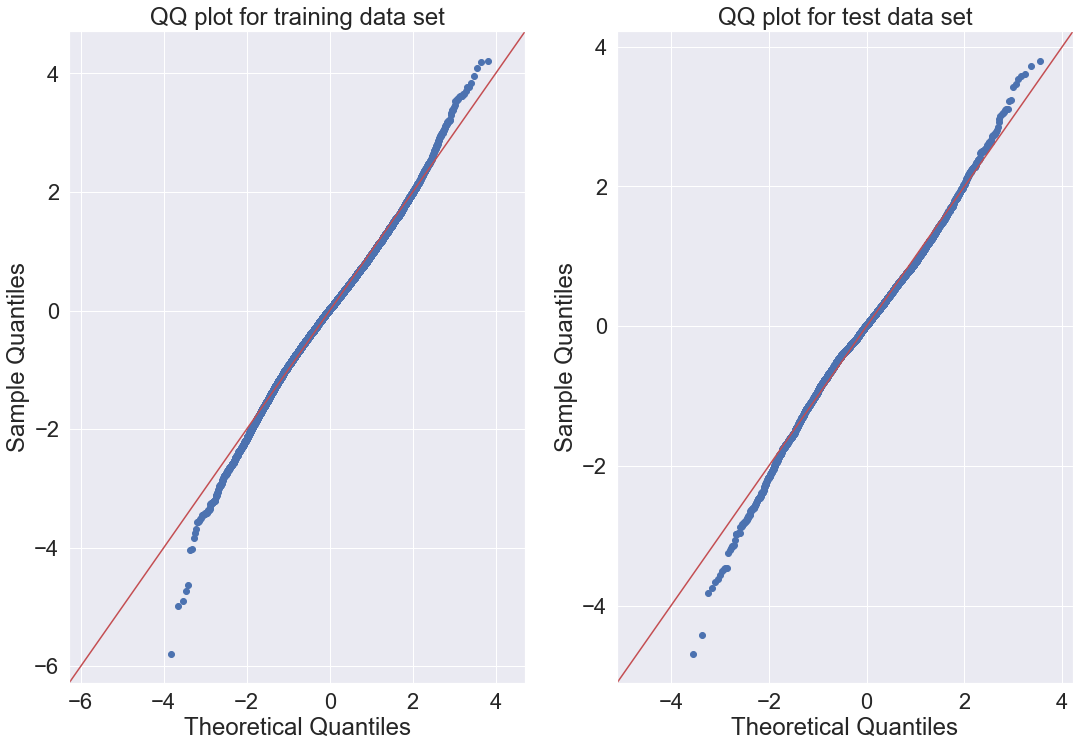 QQ plot for training data set
Sample Quantiles
4
2
0
−2
−4
−6
−6 −4 −2 0 2 4
Theoretical Quantiles
QQ plot for test data set
Sample Quantiles
4
2
0
−2
−4
−4 −2 0 2 4
Theoretical Quantiles